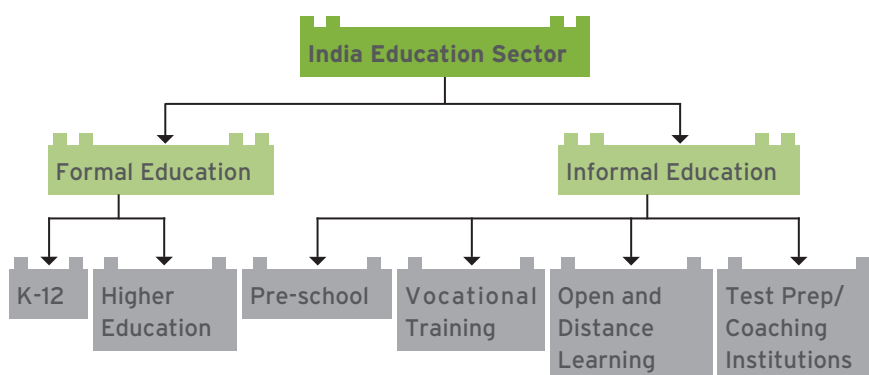 India Education Sector
Formal Education
Informal Education
K-12
Higher
Education
Pre-school
Vocational
Training
Open and
Distance
Learning
Test Prep/
Coaching
Institutions